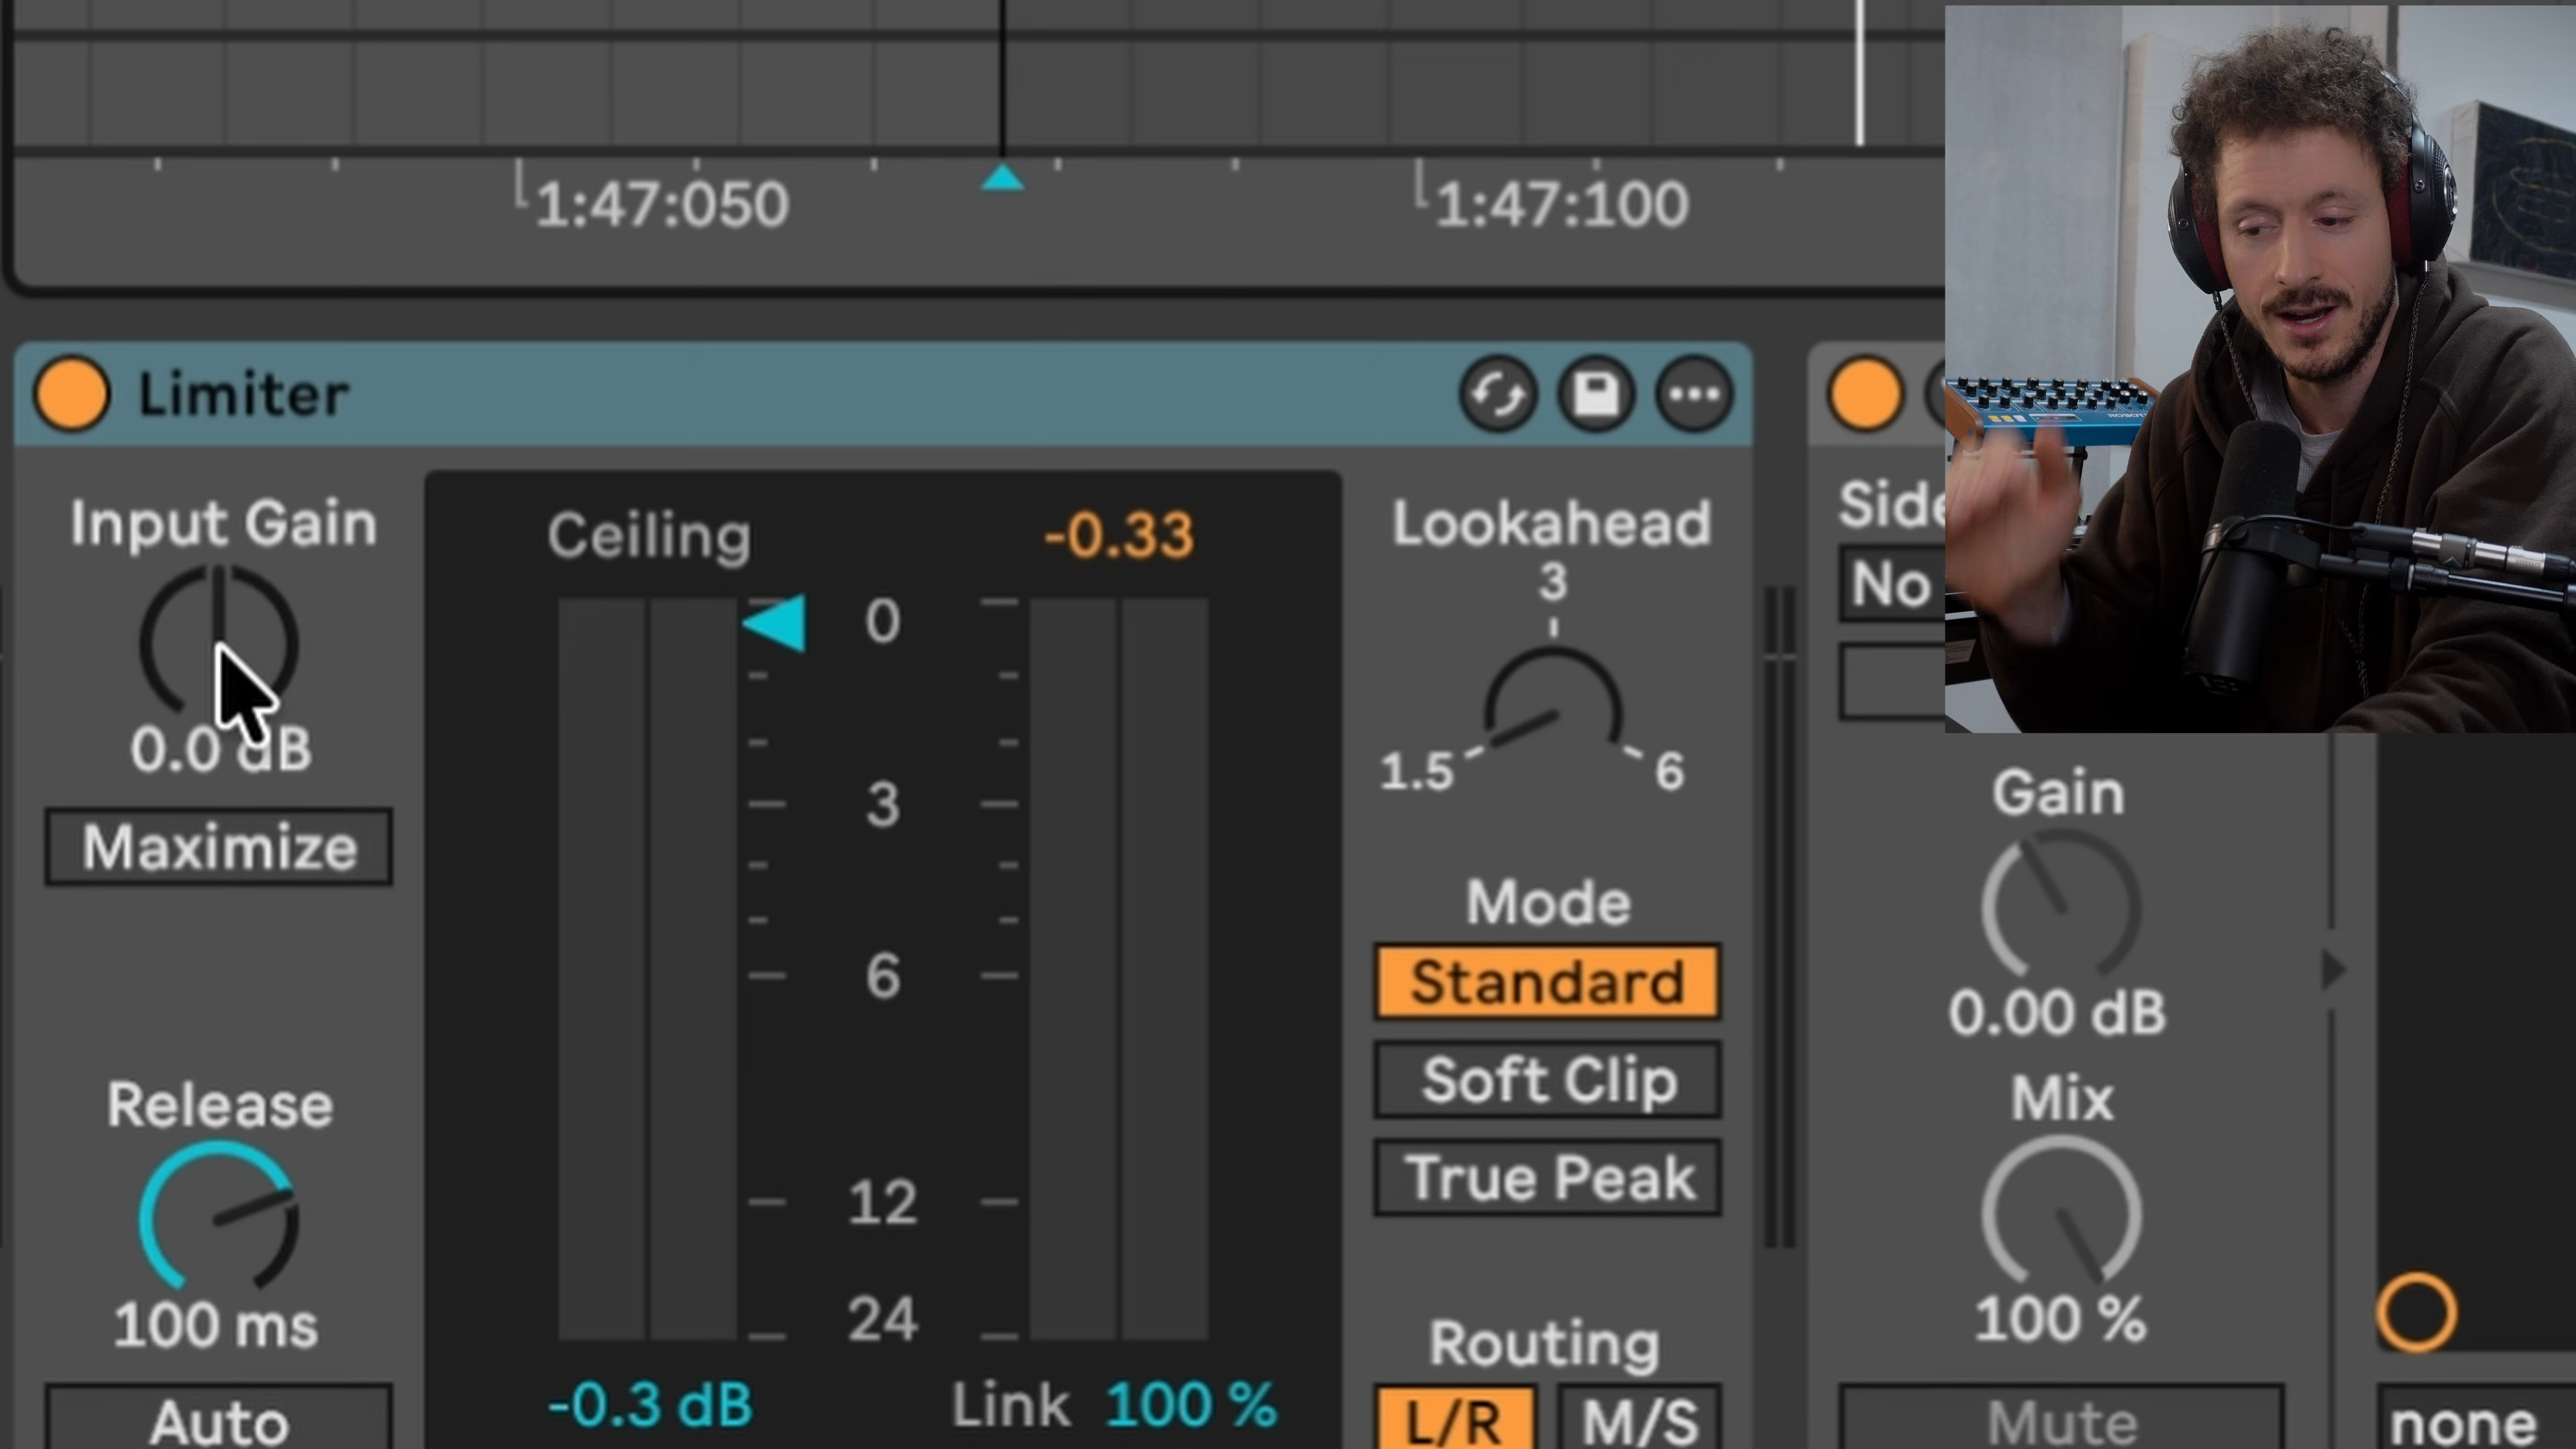 1:47:050
1:47:100
Limiter
Input Gain
0.0 dB
Maximize
Release
100 ms
Auto
Ceiling
-0.33
0
3
6
12
24
-0.3 dB
Link 100 %
Lookahead
3
1.5
6
Mode
Standard
Soft Clip
True Peak
Routing
L/R
M/S
Side
No
Gain
0.00 dB
Mix
100 %
Mute
none